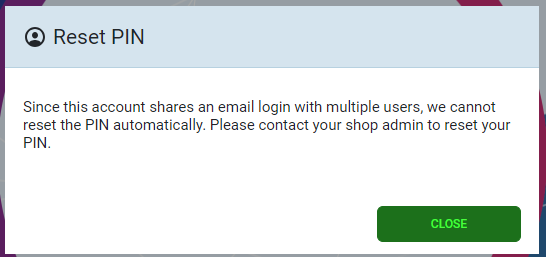 Reset PIN
Since this account shares an email login with multiple users, we cannot
reset the PIN automatically. Please contact your shop admin to reset your
PIN.
CLOSE